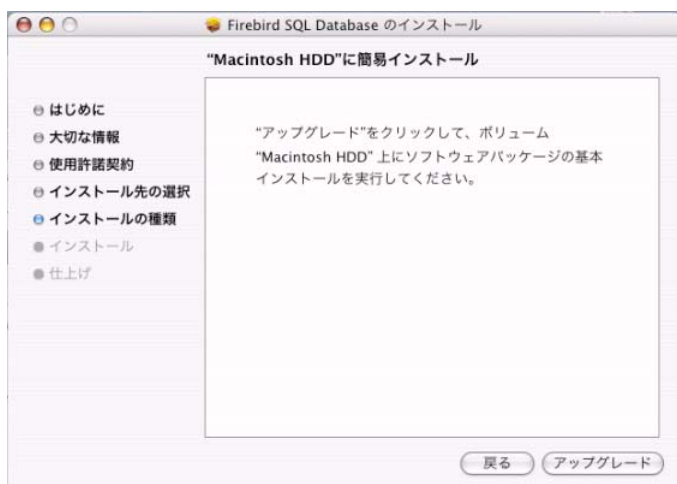 Firebird SQL Database のインストール
“Macintosh HDD”に簡易インストール
はじめに
大切な情報
使用許諾契約
インストール先の選択
インストールの種類
インストール
仕上げ
“アップグレード”をクリックして、ボリューム
“Macintosh HDD” 上にソフトウェアパッケージの基本
インストールを実行してください。
戻る
アップグレード